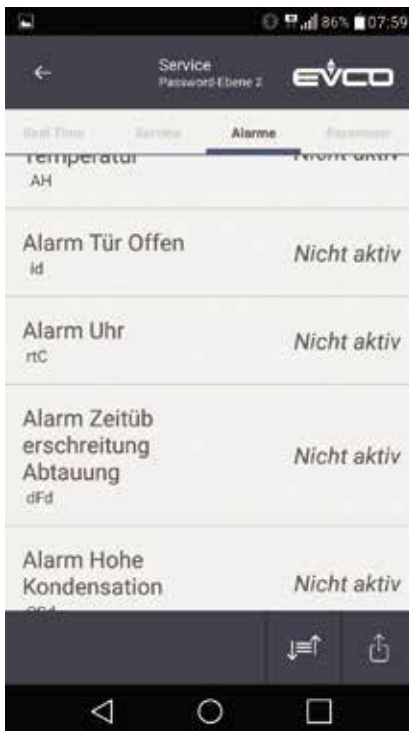 86% 07:59
Service
Password-Ebene 2
EVCO
Real Time Service Alarme Parameter
Temperatur
Nicht aktiv
AH
Alarm Tür Offen
id
Nicht aktiv
Alarm Uhr
rtC
Nicht aktiv
Alarm Zeitüb
erschreitung
Abtauung
dFd
Nicht aktiv
Alarm Hohe
Kondensation
Nicht aktiv